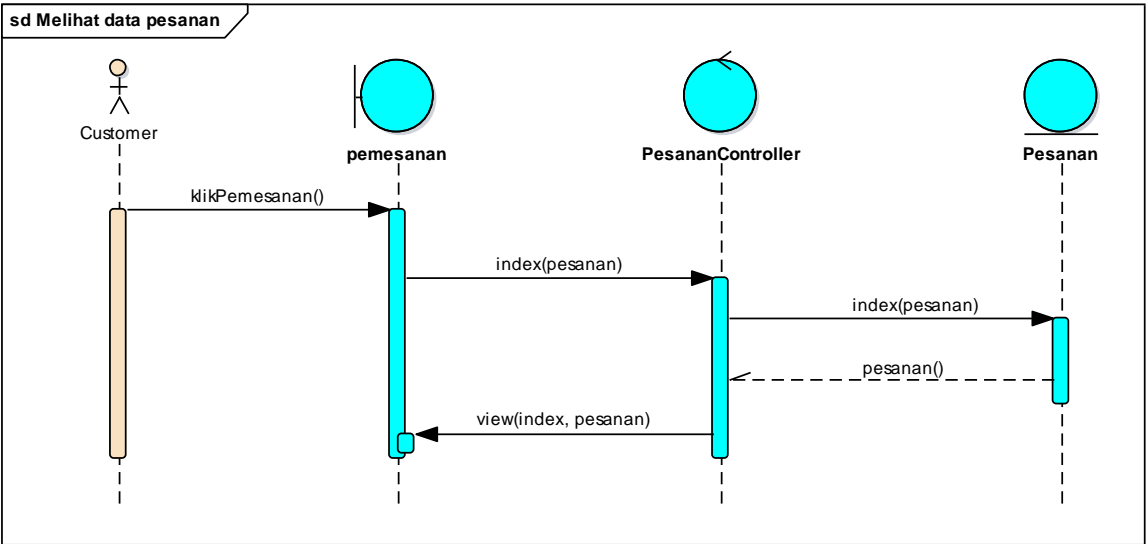 sd Melihat data pesanan
Customer
pemesanan
PesananController
Pesanan
klikPemesanan()
index(pesanan)
index(pesanan)
pesanan()
view(index, pesanan)